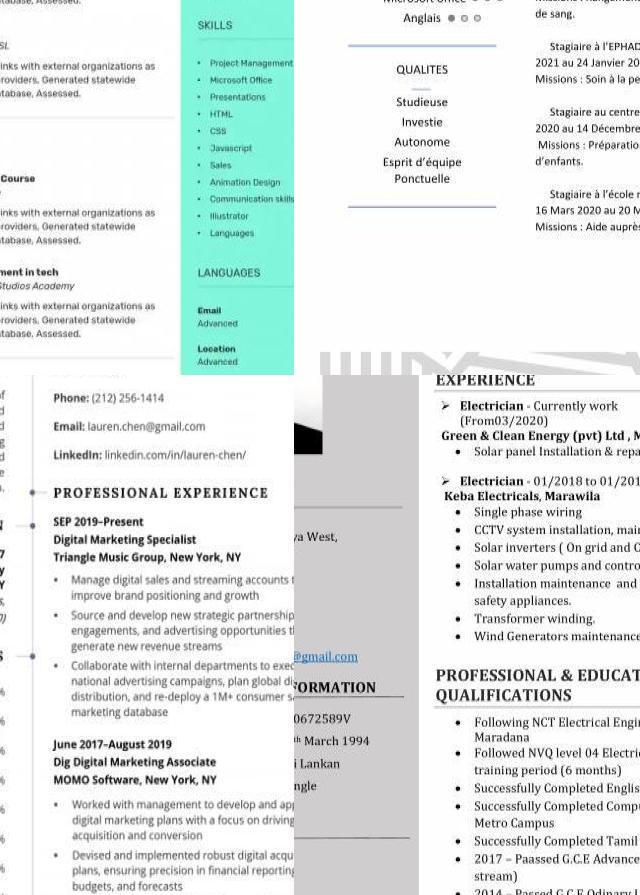 SL
inks with external organizations as
roviders, Generated statewide
tabase, Assessed.
Course
inks with external organizations as
roviders, Generated statewide
tabase, Assessed.
ment in tech
Studios Academy
inks with external organizations as
roviders, Generated statewide
tabase, Assessed.
SKILLS
• Project Management
• Microsoft Office
• Presentations
• HTML
• CSS
• Javascript
• Sales
• Animation Design
• Communication skills
• Illustrator
• Languages
LANGUAGES
Email
Advanced
Location
Advanced
Microsoft Office
Anglais
QUALITES
Studieuse
Investie
Autonome
Esprit d'équipe
Ponctuelle
de sang.
Stagiaire à l'EPHAD
2021 au 24 Janvier 20
Missions : Soin à la pe
Stagiaire au centre
2020 au 14 Décembre
Missions : Préparatio
d'enfants.
Stagiaire à l'école m
16 Mars 2020 au 20 M
Missions : Aide auprès
Phone: (212) 256-1414
Email: lauren.chen@gmail.com
LinkedIn: linkedin.com/in/lauren-chen/
PROFESSIONAL EXPERIENCE
SEP 2019–Present
Digital Marketing Specialist
Triangle Music Group, New York, NY
• Manage digital sales and streaming accounts t
improve brand positioning and growth
• Source and develop new strategic partnership
engagements, and advertising opportunities t
generate new revenue streams
• Collaborate with internal departments to exec
national advertising campaigns, plan global di
distribution, and re-deploy a 1M+ consumer s
marketing database
June 2017–August 2019
Dig Digital Marketing Associate
MOMO Software, New York, NY
• Worked with management to develop and app
digital marketing plans with a focus on driving
acquisition and conversion
• Devised and implemented robust digital acqu
plans, ensuring precision in financial reporting
budgets, and forecasts
ya West,
@gmail.com
FORMATION
0672589V
th March 1994
i Lankan
ngle
EXPERIENCE
➢ Electrician - Currently work
(From03/2020)
Green & Clean Energy (pvt) Ltd , M
• Solar panel Installation & repa
➢ Electrician - 01/2018 to 01/201
Keba Electricals, Marawila
• Single phase wiring
• CCTV system installation, main
• Solar inverters ( On grid and O
• Solar water pumps and contro
• Installation maintenance and
safety appliances.
• Transformer winding.
• Wind Generators maintenance
PROFESSIONAL & EDUCAT
QUALIFICATIONS
• Following NCT Electrical Engin
Maradana
• Followed NVQ level 04 Electric
training period (6 months)
• Successfully Completed Englis
• Successfully Completed Compu
Metro Campus
• Successfully Completed Tamil
• 2017 – Paassed G.C.E Advance
stream)
• 2014 – Passed G.C.E Odinary L